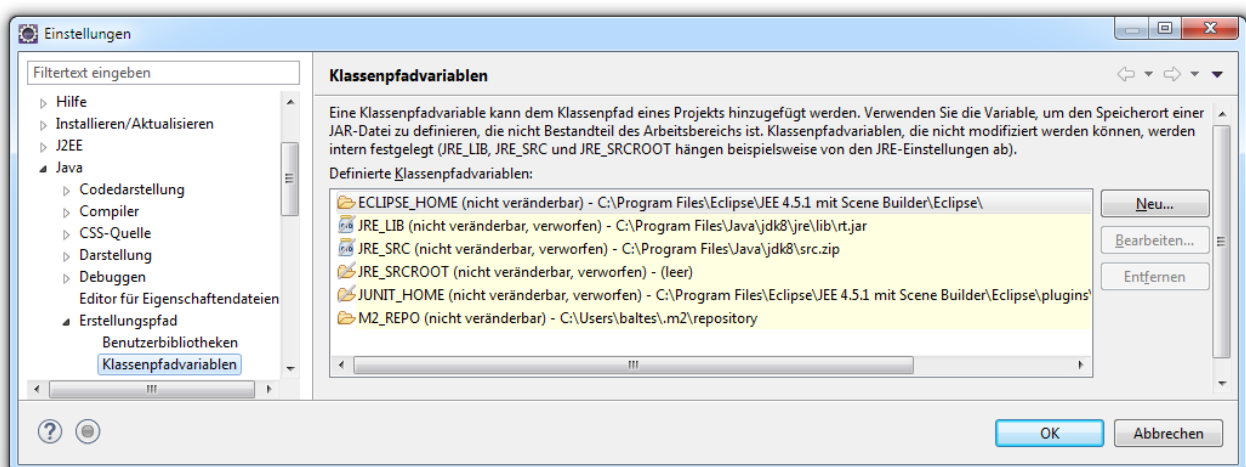 Einstellungen
Filtertext eingeben
Hilfe
Installieren/Aktualisieren
J2EE
Java
Codedarstellung
Compiler
CSS-Quelle
Darstellung
Debuggen
Editor für Eigenschaftendateien
Erstellungspfad
Benutzerbibliotheken
Klassenpfadvariablen
Klassenpfadvariablen
Eine Klassenpfadvariable kann dem Klassenpfad eines Projekts hinzugefügt werden. Verwenden Sie die Variable, um den Speicherort einer
JAR-Datei zu definieren, die nicht Bestandteil des Arbeitsbereichs ist. Klassenpfadvariablen, die nicht modifiziert werden können, werden
intern festgelegt (JRE_LIB, JRE_SRC und JRE_SRCROOT hängen beispielsweise von den JRE-Einstellungen ab).
Definierte Klassenpfadvariablen:
ECLIPSE_HOME (nicht veränderbar) - C:\Program Files\Eclipse\JEE 4.5.1 mit Scene Builder\Eclipse\
JRE_LIB (nicht veränderbar, verworfen) - C:\Program Files\Java\jdk8\jre\lib\rt.jar
JRE_SRC (nicht veränderbar, verworfen) - C:\Program Files\Java\jdk8\src.zip
JRE_SRCROOT (nicht veränderbar, verworfen) - (leer)
JUNIT_HOME (nicht veränderbar, verworfen) - C:\Program Files\Eclipse\JEE 4.5.1 mit Scene Builder\Eclipse\plugins\
M2_REPO (nicht veränderbar) - C:\Users\baltes\.m2\repository
Neu...
Bearbeiten...
Entfernen
OK
Abbrechen